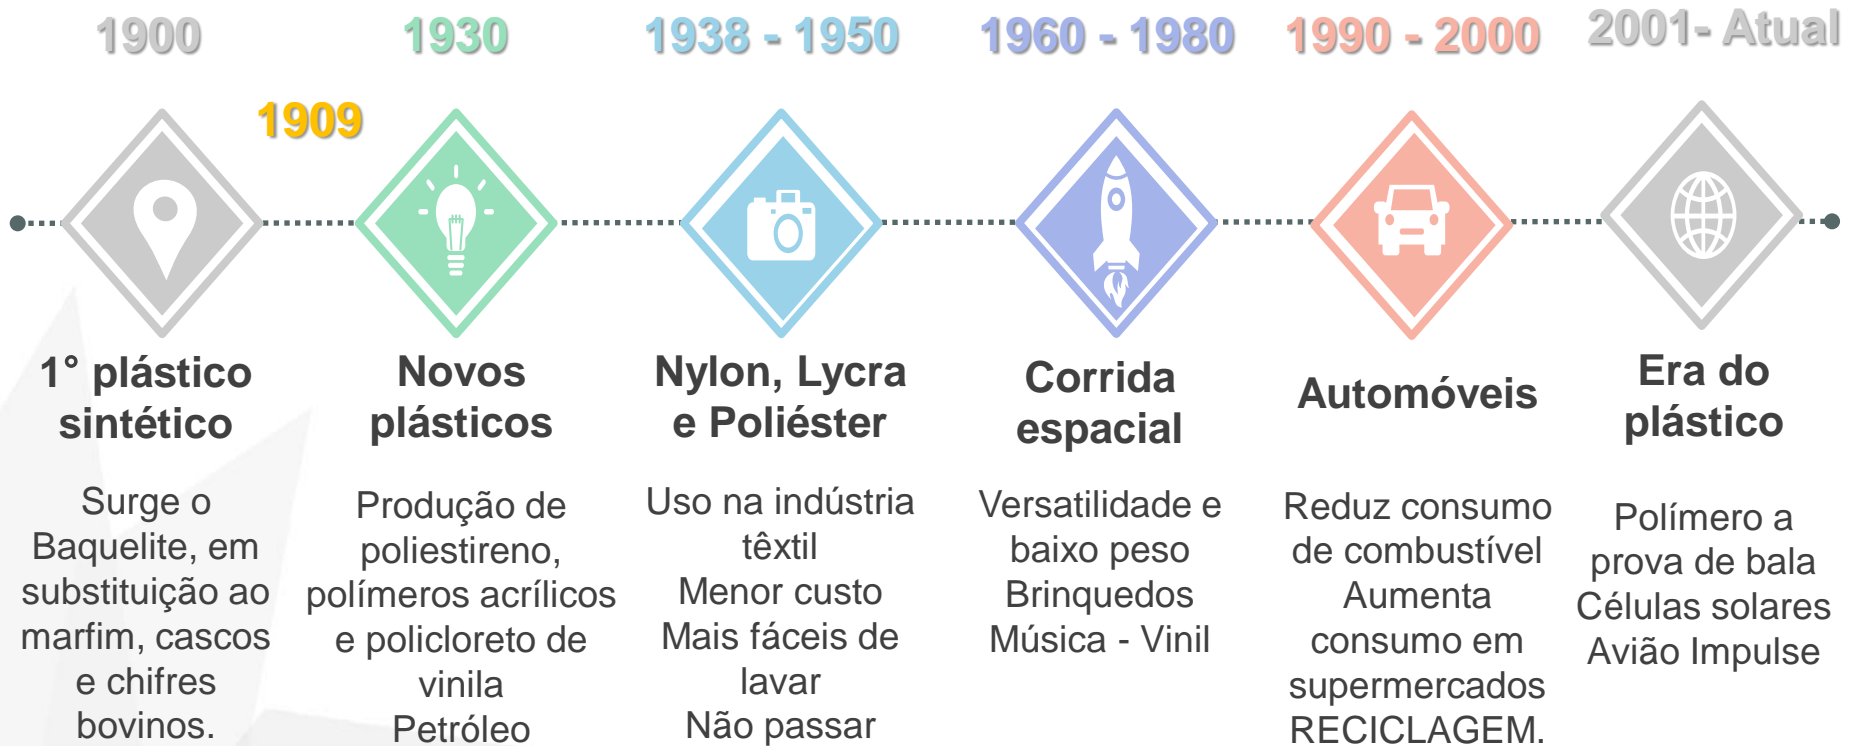 1900
1909
1930
1938 - 1950
1960 - 1980
1990 - 2000
2001- Atual
1° plástico
sintético
Surge o
Baquelite, em
substituição ao
marfim, cascos
e chifres
bovinos.
Novos
plásticos
Produção de
poliestireno,
polímeros acrílicos
e policloreto de
vinila
Petróleo
Nylon, Lycra
e Poliéster
Uso na indústria
têxtil
Menor custo
Mais fáceis de
lavar
Não passar
Corrida
espacial
Versatilidade e
baixo peso
Brinquedos
Música - Vinil
Automóveis
Reduz consumo
de combustível
Aumenta
consumo em
supermercados
RECICLAGEM.
Era do
plástico
Polímero a
prova de bala
Células solares
Avião Impulse